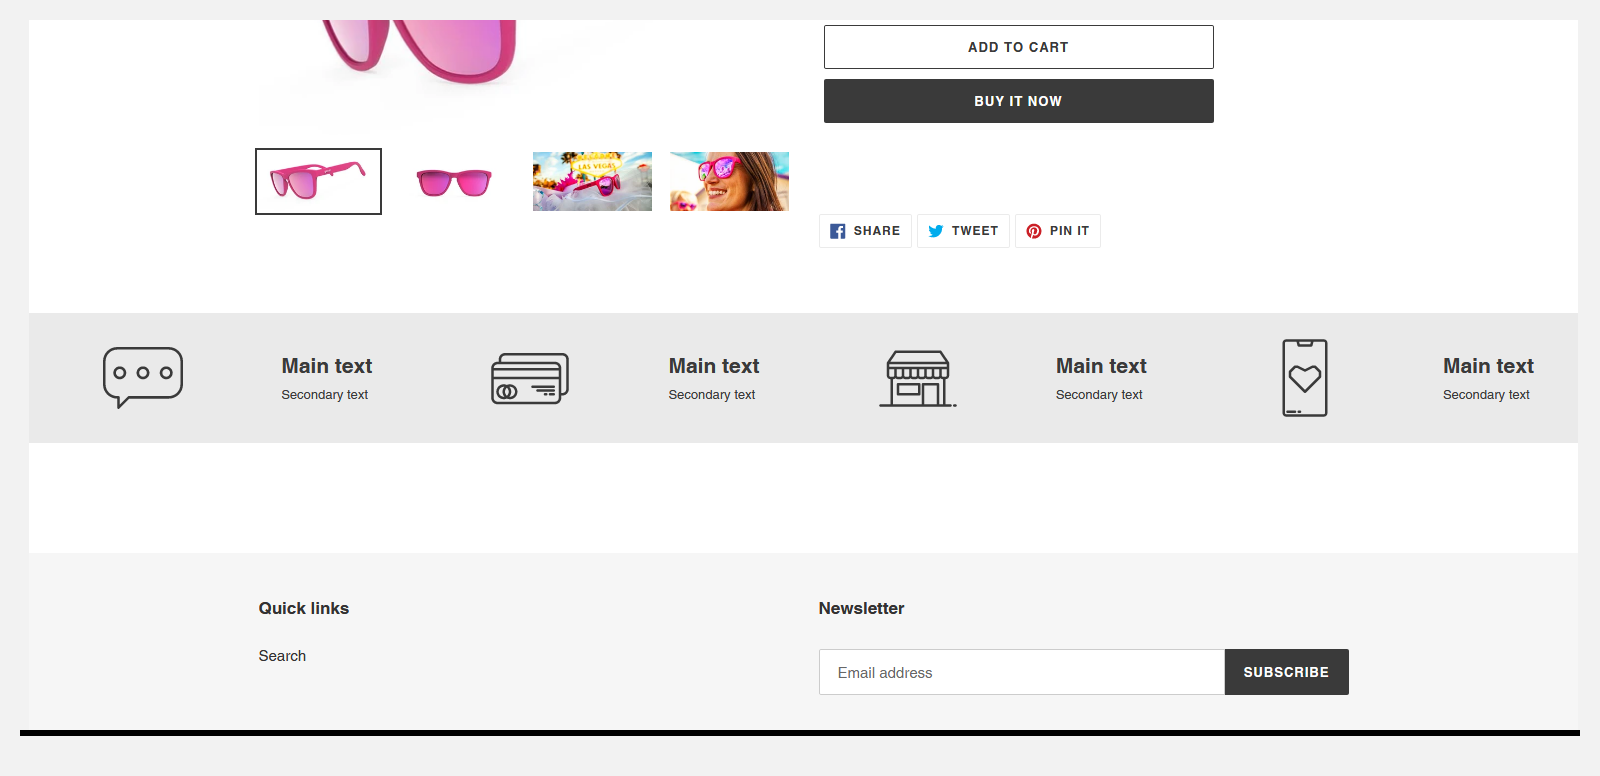 ADD TO CART
BUY IT NOW
LAS VEGAS
SHARE TWEET PIN IT
Main text
Secondary text
Main text
Secondary text
Main text
Secondary text
Main text
Secondary text
Quick links
Search
Newsletter
Email address
SUBSCRIBE